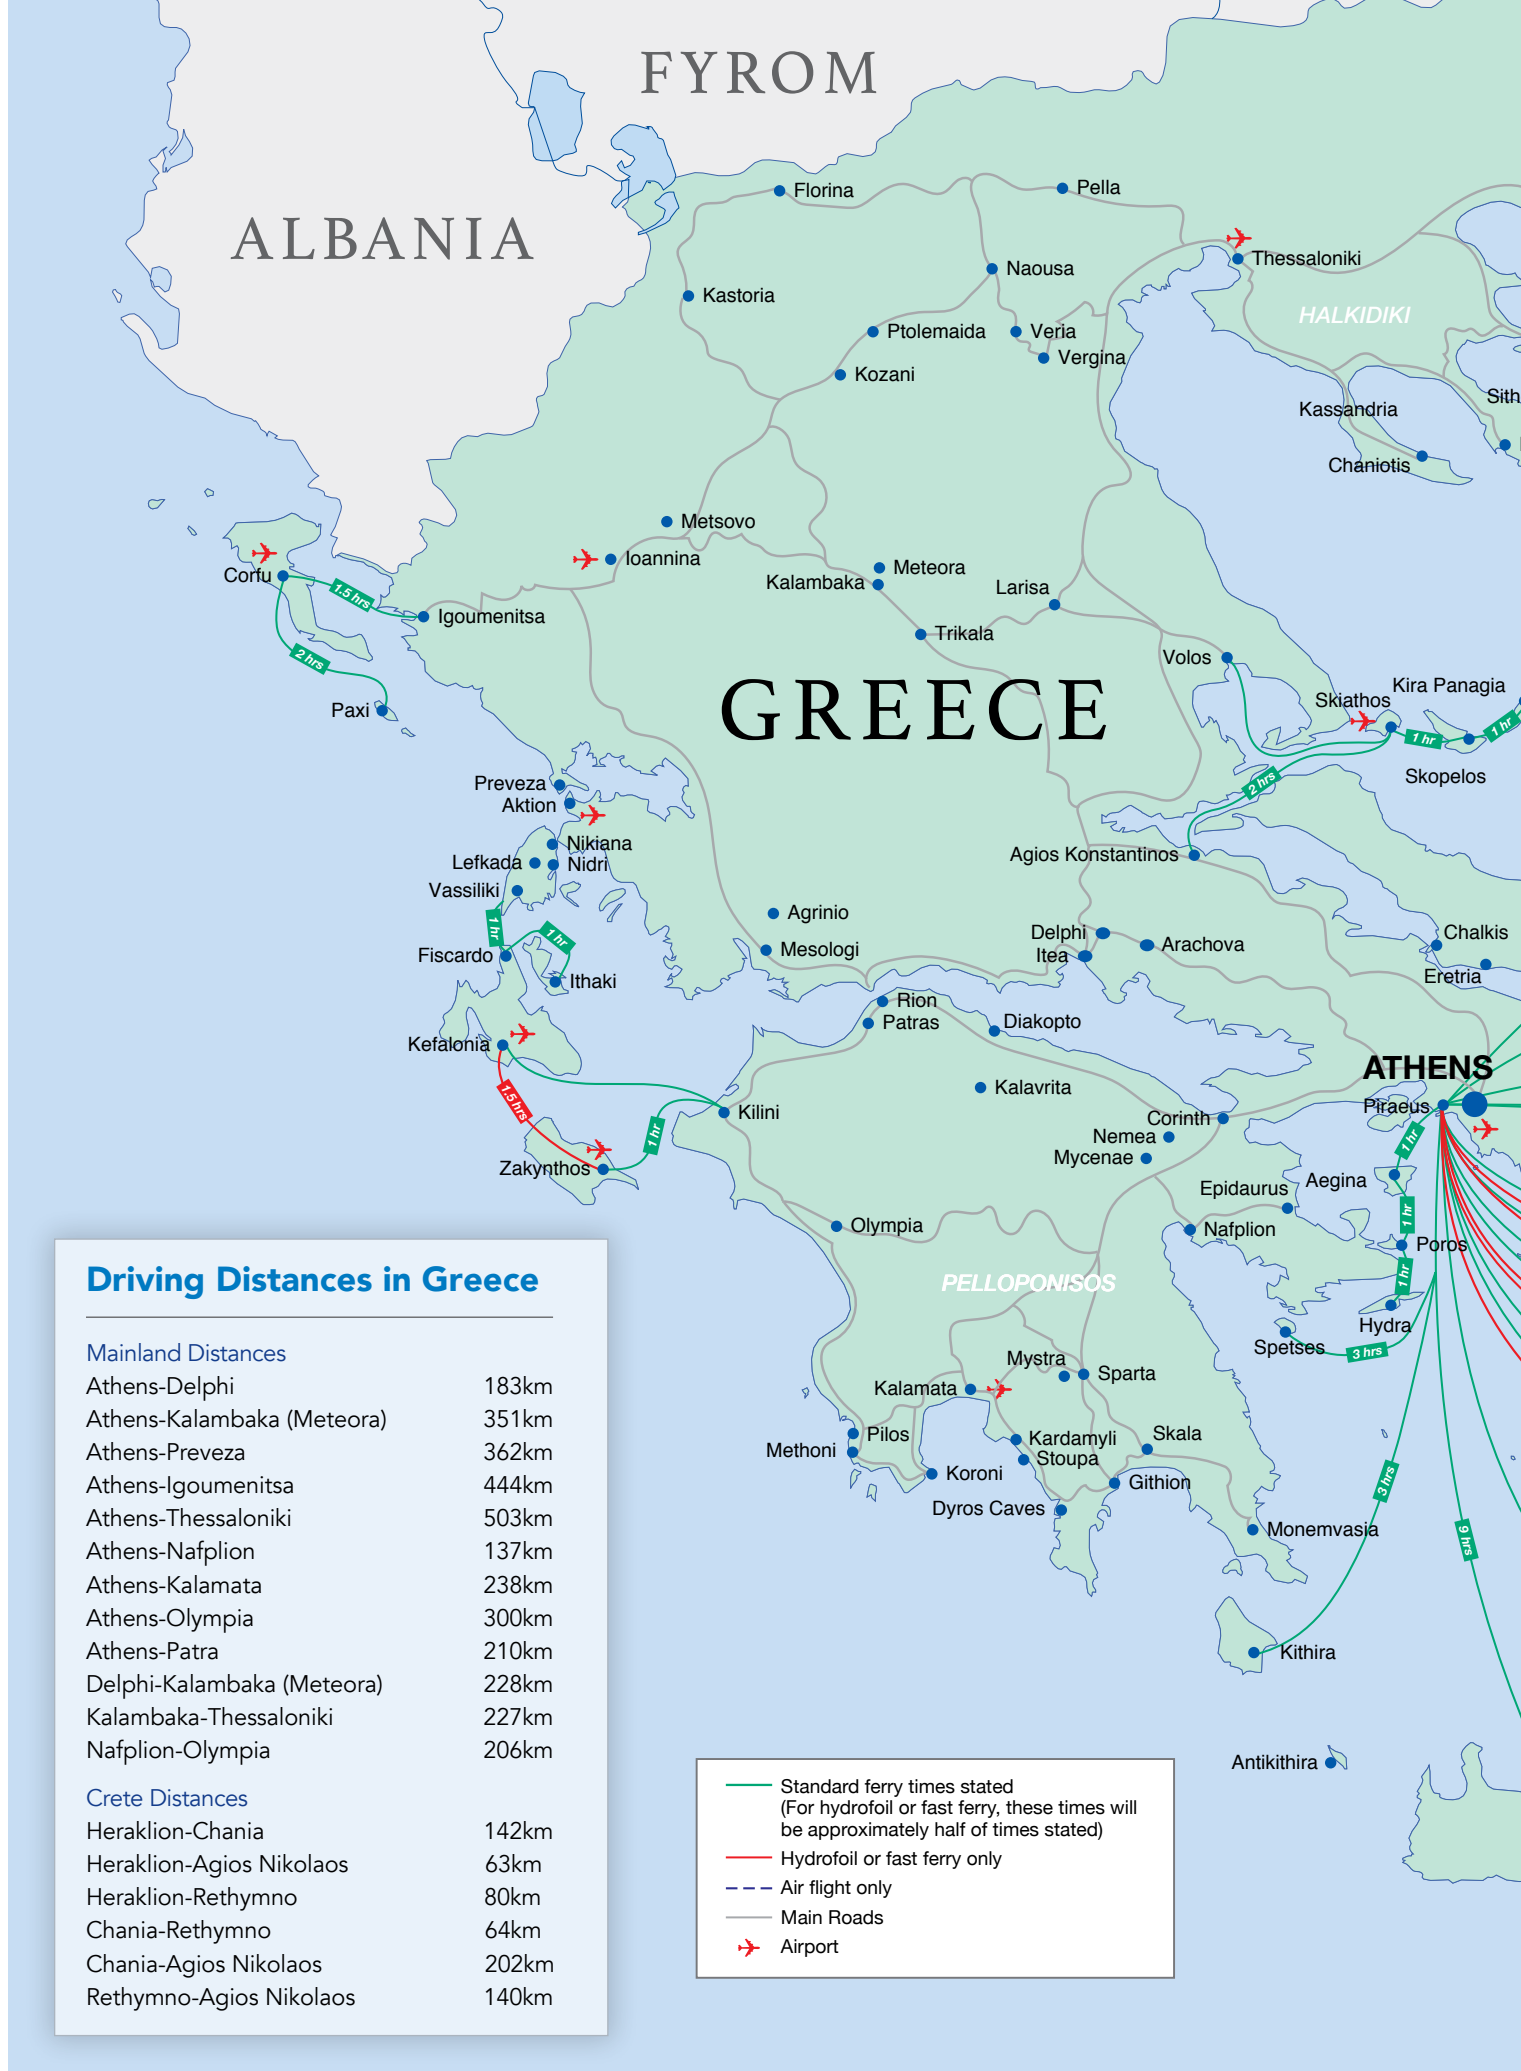 FYROM
ALBANIA
Florina
Pella
Thessaloniki
Naousa
Kastoria
HALKIDIKI
Ptolemaida
Veria
Vergina
Kozani
Sith
Kassandria
Chaniotis
Metsovo
Ioannina
Meteora
Kalambaka
Larisa
Corfu
1.5 hrs
Igoumenitsa
Trikala
2 hrs
Volos
Paxi
GREECE
Kira Panagia
Skiathos
1 hr
1 hr
Skopelos
Preveza
Aktion
2 hrs
Nikiana
Lefkada
Nidri
Agios Konstantinos
Vassiliki
Agrinio
1 hr
1 hr
Delphi
Arachova
Chalkis
Fiscardo
Mesologi
Itea
Ithaki
Eretria
Rion
Patras
Diakopto
Kefalonia
ATHENS
Kalavrita
1.5 hrs
Kilini
Corinth
Piraeus
1 hr
Nemea
1 hr
Mycenae
Zakynthos
Aegina
Epidaurus
Olympia
Nafplion
1 hr
Poros
PELLOPONISOS
1 hr
Hydra
Spetses
3 hrs
Mystra
Sparta
Kalamata
Pilos
Methoni
Kardamyli
Skala
Stoupa
Koroni
Githion
3 hrs
Dyros Caves
Monemvasia
9 hrs
Kithira
Antikithira
Driving Distances in Greece
Mainland Distances
Athens-Delphi 183km
Athens-Kalambaka (Meteora) 351km
Athens-Preveza 362km
Athens-Igoumenitsa 444km
Athens-Thessaloniki 503km
Athens-Nafplion 137km
Athens-Kalamata 238km
Athens-Olympia 300km
Athens-Patra 210km
Delphi-Kalambaka (Meteora) 228km
Kalambaka-Thessaloniki 227km
Nafplion-Olympia 206km
Crete Distances
Heraklion-Chania 142km
Heraklion-Agios Nikolaos 63km
Heraklion-Rethymno 80km
Chania-Rethymno 64km
Chania-Agios Nikolaos 202km
Rethymno-Agios Nikolaos 140km
Standard ferry times stated
(For hydrofoil or fast ferry, these times will
be approximately half of times stated)
Hydrofoil or fast ferry only
Air flight only
Main Roads
Airport